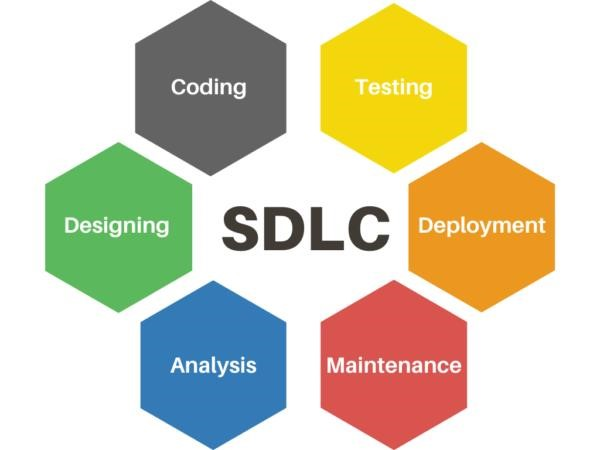 Coding
Testing
Designing
SDLC
Deployment
Analysis
Maintenance